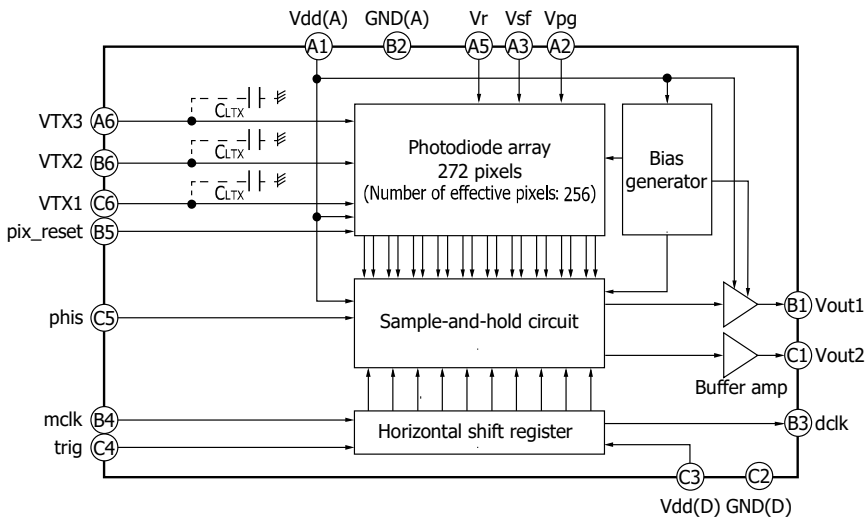 Vdd(A) GND(A) Vr Vsf Vpg
A1 B2 A5 A3 A2
CLTX
VTX3 A6
Photodiode array
272 pixels
(Number of effective pixels: 256)
Bias
generator
CLTX
VTX2 B6
CLTX
VTX1 C6
pix_reset B5
phis C5
Sample-and-hold circuit
B1 Vout1
C1 Vout2
Buffer amp
mclk B4
Horizontal shift register
B3 dclk
trig C4
C3 C2
Vdd(D) GND(D)